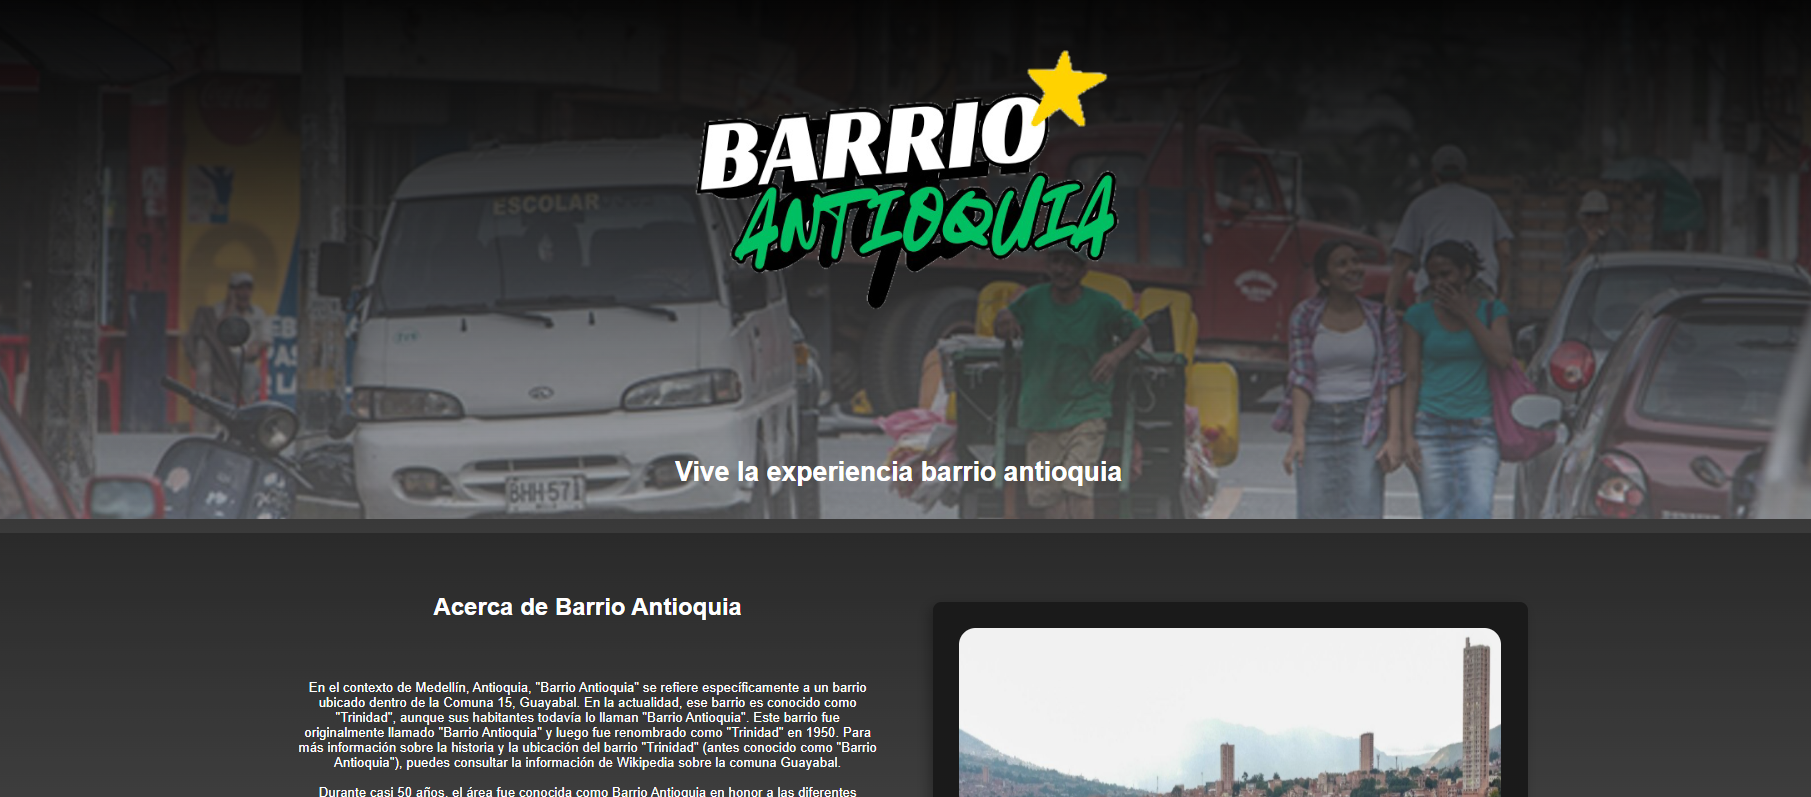 BARRIO
ANTIOQUIA
ESCOLAR
BHH-571
Vive la experiencia barrio antioquia
Acerca de Barrio Antioquia
En el contexto de Medellín, Antioquia, "Barrio Antioquia" se refiere específicamente a un barrio
ubicado dentro de la Comuna 15, Guayabal. En la actualidad, ese barrio es conocido como
"Trinidad", aunque sus habitantes todavía lo llaman "Barrio Antioquia". Este barrio fue
originalmente llamado "Barrio Antioquia" y luego fue renombrado como "Trinidad" en 1950. Para
más información sobre la historia y la ubicación del barrio "Trinidad" (antes conocido como "Barrio
Antioquia"), puedes consultar la información de Wikipedia sobre la comuna Guayabal.
Durante casi 50 años, el área fue conocida como Barrio Antioquia en honor a las diferentes